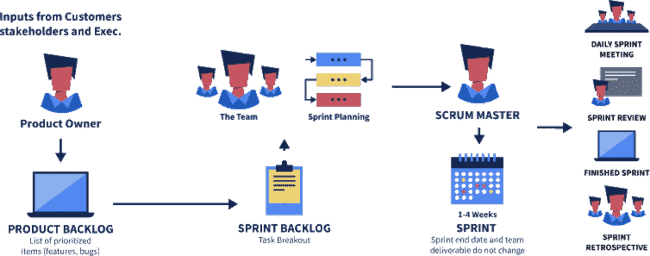 Inputs from Customers
stakeholders and Exec.
Product Owner
PRODUCT BACKLOG
List of prioritized
items (features, bugs)
The Team
Sprint Planning
SPRINT BACKLOG
Task Breakout
SCRUM MASTER
1-4 Weeks
SPRINT
Sprint end date and team
deliverable do not change
DAILY SPRINT
MEETING
SPRINT REVIEW
FINISHED SPRINT
SPRINT
RETROSPECTIVE